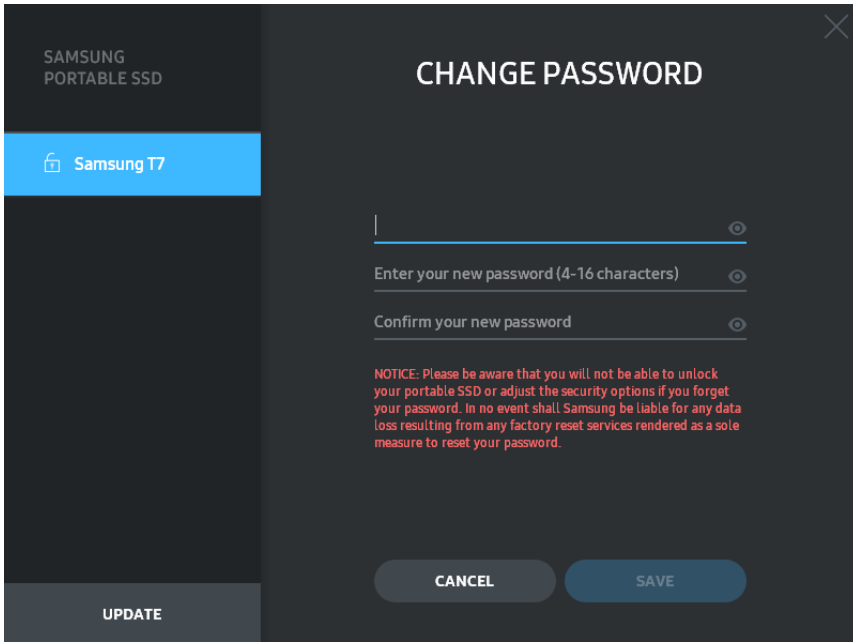 SAMSUNG
PORTABLE SSD
Samsung T7
UPDATE
CHANGE PASSWORD
Enter your new password (4-16 characters)
Confirm your new password
NOTICE: Please be aware that you will not be able to unlock
your portable SSD or adjust the security options if you forget
your password. In no event shall Samsung be liable for any data
loss resulting from any factory reset services rendered as a sole
measure to reset your password.
CANCEL
SAVE